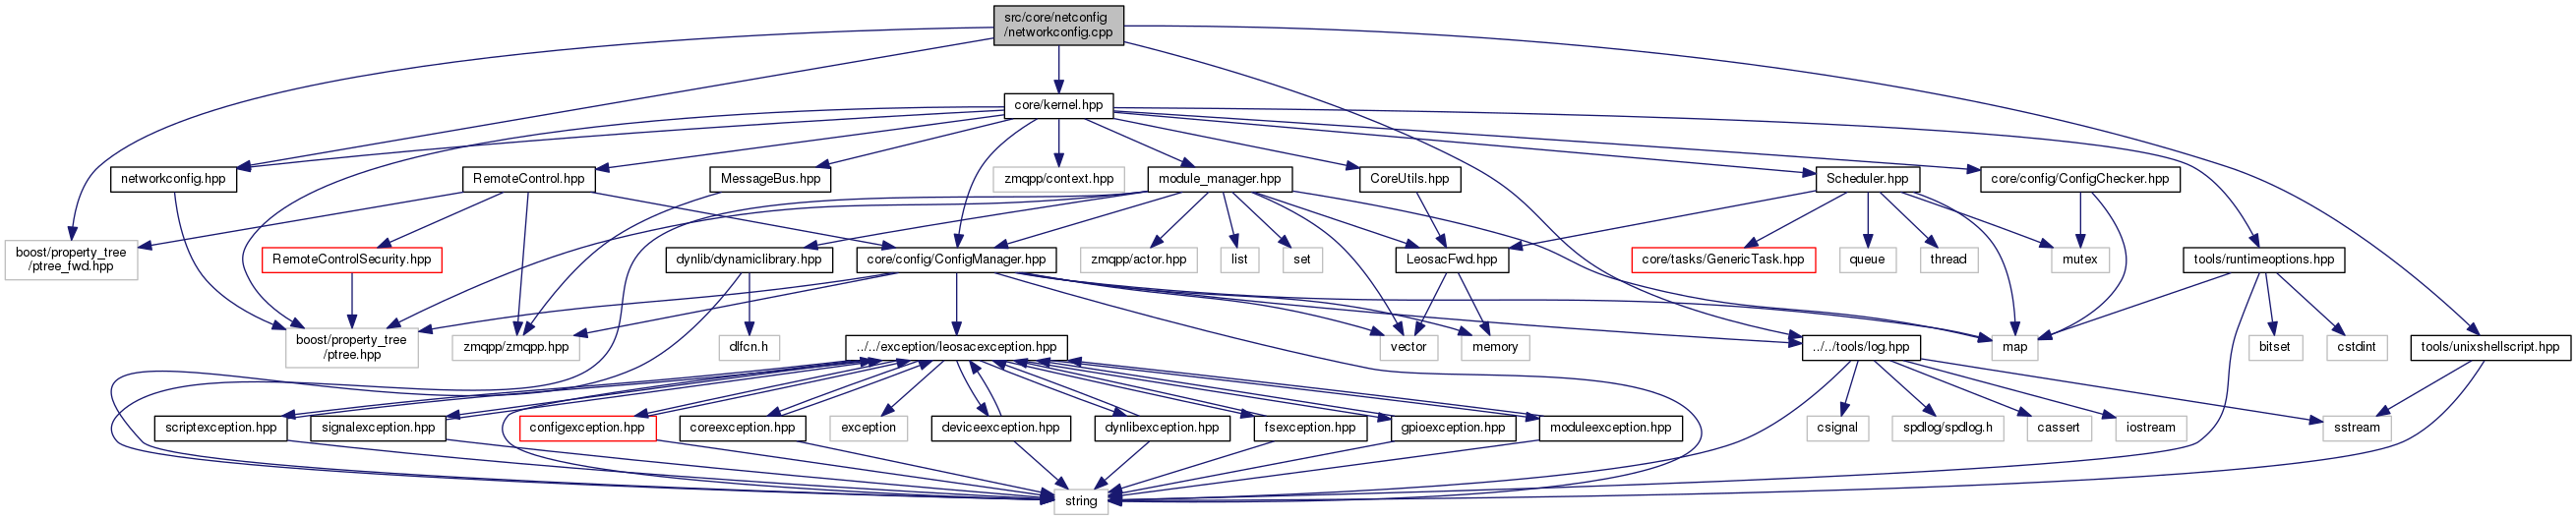 src/core/netconfig
/networkconfig.cpp
core/kernel.hpp
networkconfig.hpp
RemoteControl.hpp
MessageBus.hpp
zmqpp/context.hpp
module_manager.hpp
CoreUtils.hpp
Scheduler.hpp
core/config/ConfigChecker.hpp
boost/property_tree
/ptree_fwd.hpp
RemoteControlSecurity.hpp
dynlib/dynamiclibrary.hpp
core/config/ConfigManager.hpp
zmqpp/actor.hpp
list
set
LeosacFwd.hpp
core/tasks/GenericTask.hpp
queue
thread
mutex
tools/runtimeoptions.hpp
boost/property_tree
/ptree.hpp
zmqpp/zmqpp.hpp
dlfcn.h
../../exception/leosacexception.hpp
vector
memory
../../tools/log.hpp
map
bitset
cstdint
tools/unixshellscript.hpp
scriptexception.hpp
signalexception.hpp
configexception.hpp
coreexception.hpp
exception
deviceexception.hpp
dynlibexception.hpp
fsexception.hpp
gpioexception.hpp
moduleexception.hpp
csignal
spdlog/spdlog.h
cassert
iostream
sstream
string